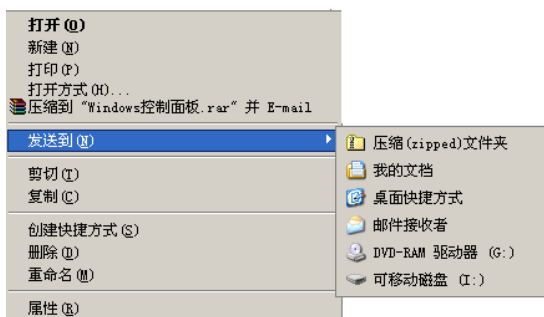 打开(O)
新建(N)
打印(P)
打开方式(H)...
压缩到 "Windows控制面板.rar" 并 E-mail
发送到(N)
剪切(T)
复制(C)
创建快捷方式(S)
删除(D)
重命名(M)
属性(R)
压缩(zipped)文件夹
我的文档
桌面快捷方式
邮件接收者
DVD-RAM 驱动器 (G:)
可移动磁盘 (I:)